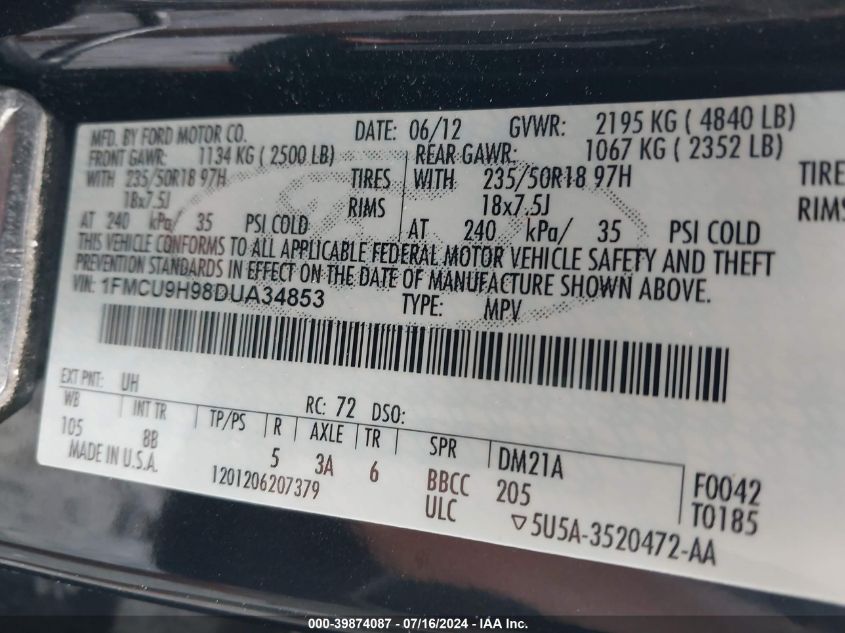 MFD. BY FORD MOTOR CO. DATE: 06/12 GVWR: 2195 KG ( 4840 LB)
FRONT GAWR: 1134 KG ( 2500 LB) REAR GAWR: 1067 KG ( 2352 LB)
WITH 235/50R18 97H TIRES WITH 235/50R18 97H TIRE
18x7.5J RIMS 18x7.5J RIMS
AT 240 kPa/ 35 PSI COLD AT 240 kPa/ 35 PSI COLD
THIS VEHICLE CONFORMS TO ALL APPLICABLE FEDERAL MOTOR VEHICLE SAFETY AND THEFT
PREVENTION STANDARDS IN EFFECT ON THE DATE OF MANUFACTURE SHOWN ABOVE.
VIN: 1FMCU9H98DUA34853 TYPE: MPV
EXT PNT: UH RC: 72 DSO:
WB INT TR TP/PS R AXLE TR SPR DM21A F0042
105 8B 5 3A 6 BBCC 205 T0185
MADE IN U.S.A. 1201206207379 ULC ▽5U5A-3520472-AA
000-39874087 - 07/16/2024 - IAA Inc.